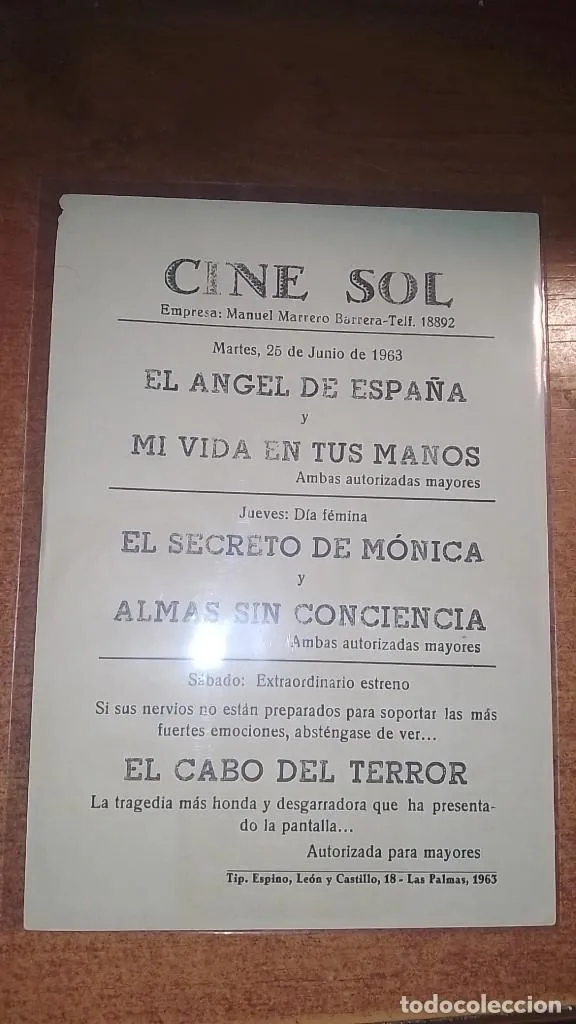 CINE SOL
Empresa: Manuel Marrero Barrera-Telf. 18892
Martes, 25 de Junio de 1963
EL ANGEL DE ESPAÑA
y
MI VIDA EN TUS MANOS
Ambas autorizadas mayores
Jueves: Día fémina
EL SECRETO DE MÓNICA
y
ALMAS SIN CONCIENCIA
Ambas autorizadas mayores
Sábado: Extraordinario estreno
Si sus nervios no están preparados para soportar las más
fuertes emociones, absténgase de ver...
EL CABO DEL TERROR
La tragedia más honda y desgarradora que ha presenta-
do la pantalla...
Autorizada para mayores
Tip. Espino, León y Castillo, 18 - Las Palmas, 1963
todocoleccion